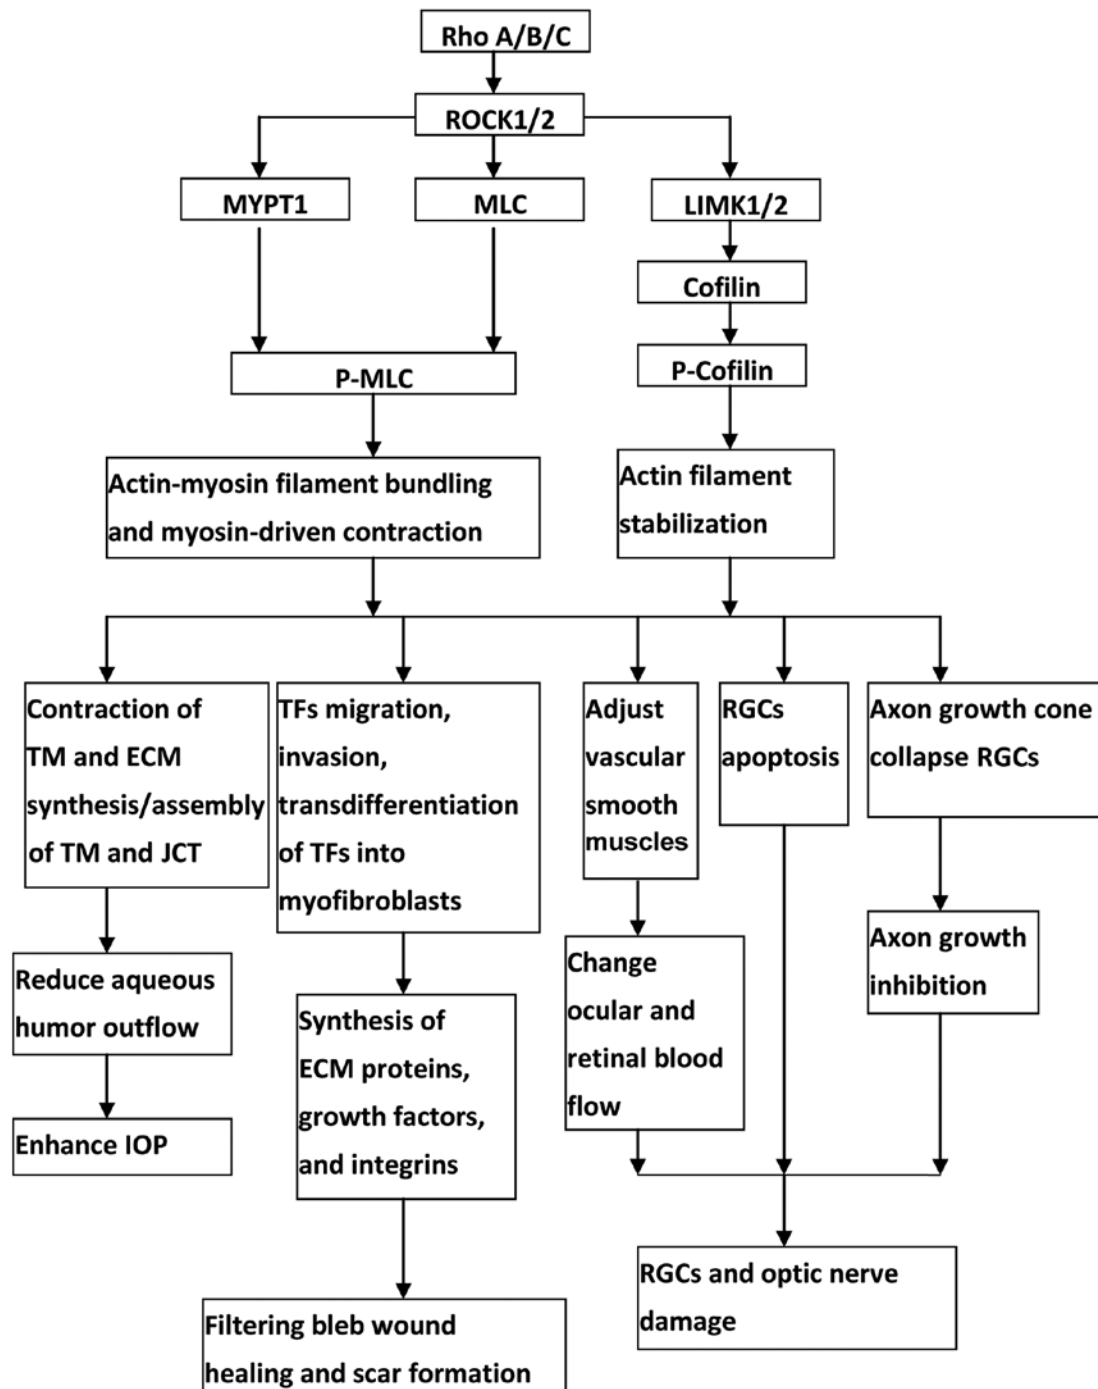 Rho A/B/C
ROCK1/2
MYPT1
MLC
LIMK1/2
Cofilin
P-MLC
P-Cofilin
Actin-myosin filament bundling
and myosin-driven contraction
Actin filament
stabilization
Contraction of
TM and ECM
synthesis/assembly
of TM and JCT
TFs migration,
invasion,
transdifferentiation
of TFs into
myofibroblasts
Adjust
vascular
smooth
muscles
RGCs
apoptosis
Axon growth cone
collapse RGCs
Reduce aqueous
humor outflow
Synthesis of
ECM proteins,
growth factors,
and integrins
Change
ocular and
retinal blood
flow
Axon growth
inhibition
Enhance IOP
Filtering bleb wound
healing and scar formation
RGCs and optic nerve
damage